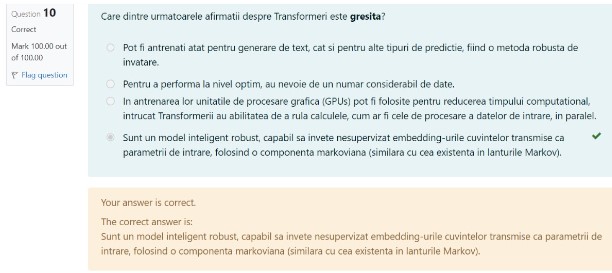 Question 10
Correct
Mark 100.00 out
of 100.00
Flag question
Care dintre urmatoarele afirmatii despre Transformeri este gresita?
Pot fi antrenati atat pentru generare de text, cat si pentru alte tipuri de predictie, fiind o metoda robusta de
invatare.
Pentru a performa la nivel optim, au nevoie de un numar considerabil de date.
In antrenarea lor unitatile de procesare grafica (GPUs) pot fi folosite pentru reducerea timpului computational,
intrucat Transformerii au abilitatea de a rula calculele, cum ar fi cele de procesare a datelor de intrare, in paralel.
Sunt un model inteligent robust, capabil sa invete nesupervizat embedding-urile cuvintelor transmise ca
parametrii de intrare, folosind o componenta markoviana (similara cu cea existenta in lanturile Markov).
Your answer is correct.
The correct answer is:
Sunt un model inteligent robust, capabil sa invete nesupervizat embedding-urile cuvintelor transmise ca parametrii de
intrare, folosind o componenta markoviana (similara cu cea existenta in lanturile Markov).